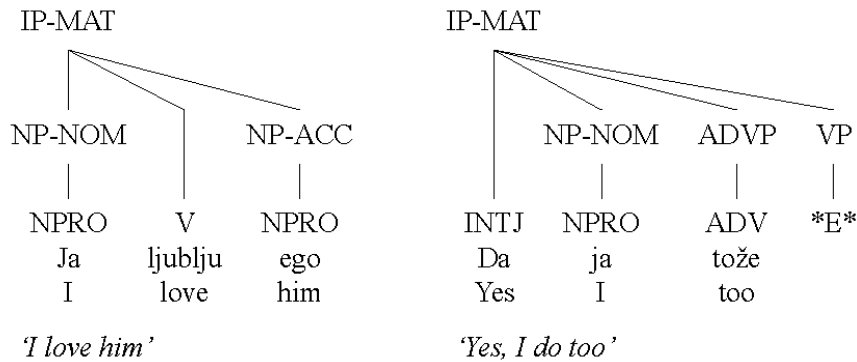 IP-MAT IP-MAT
NP-NOM NP-ACC NP-NOM ADVP VP
NPRO V NPRO INTJ NPRO ADV *E*
Ja ljublju ego Da ja tože
I love him Yes I too
‘I love him’ ‘Yes, I do too’